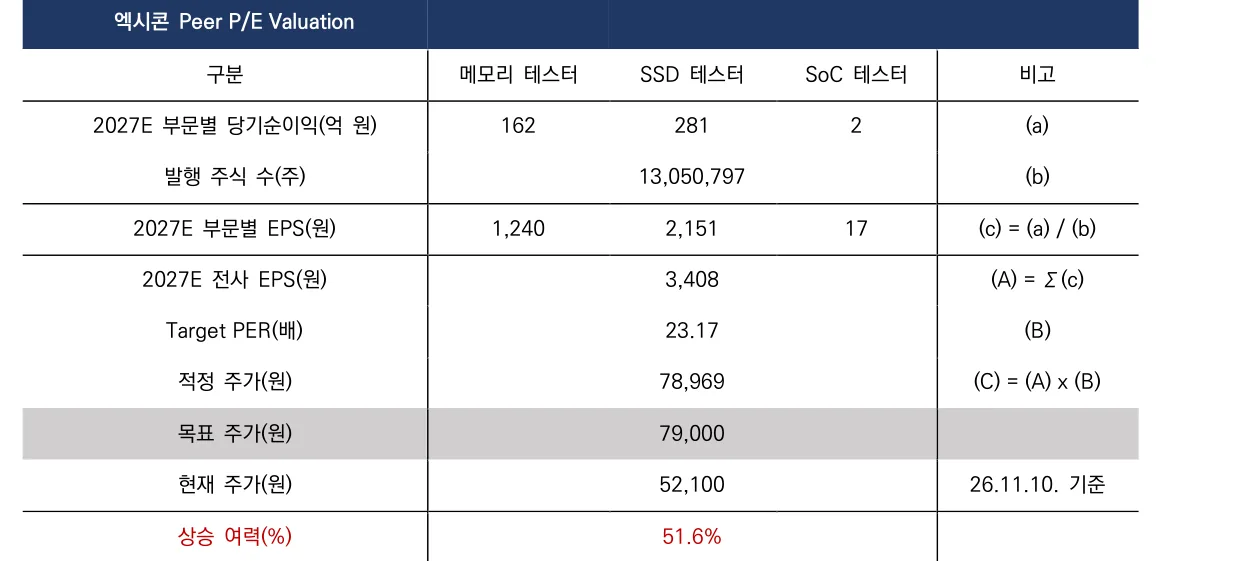 엑시콘 Peer P/E Valuation
구분 메모리 테스터 SSD 테스터 SoC 테스터 비고
2027E 부문별 당기순이익(억 원) 162 281 2 (a)
발행 주식 수(주) 13,050,797 (b)
2027E 부문별 EPS(원) 1,240 2,151 17 (c) = (a) / (b)
2027E 전사 EPS(원) 3,408 (A) = Σ(c)
Target PER(배) 23.17 (B)
적정 주가(원) 78,969 (C) = (A) x (B)
목표 주가(원) 79,000
현재 주가(원) 52,100 26.11.10. 기준
상승 여력(%) 51.6%